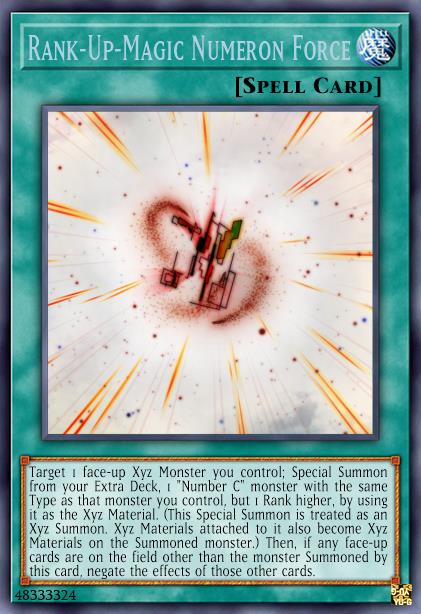 Rank-Up-Magic Numeron Force
魔
[Spell Card]
Target 1 face-up Xyz Monster you control; Special Summon
from your Extra Deck, 1 "Number C" monster with the same
Type as that monster you control, but 1 Rank higher, by using
it as the Xyz Material. (This Special Summon is treated as an
Xyz Summon. Xyz Materials attached to it also become Xyz
Materials on the Summoned monster.) Then, if any face-up
cards are on the field other than the monster Summoned by
this card, negate the effects of those other cards.
48333324